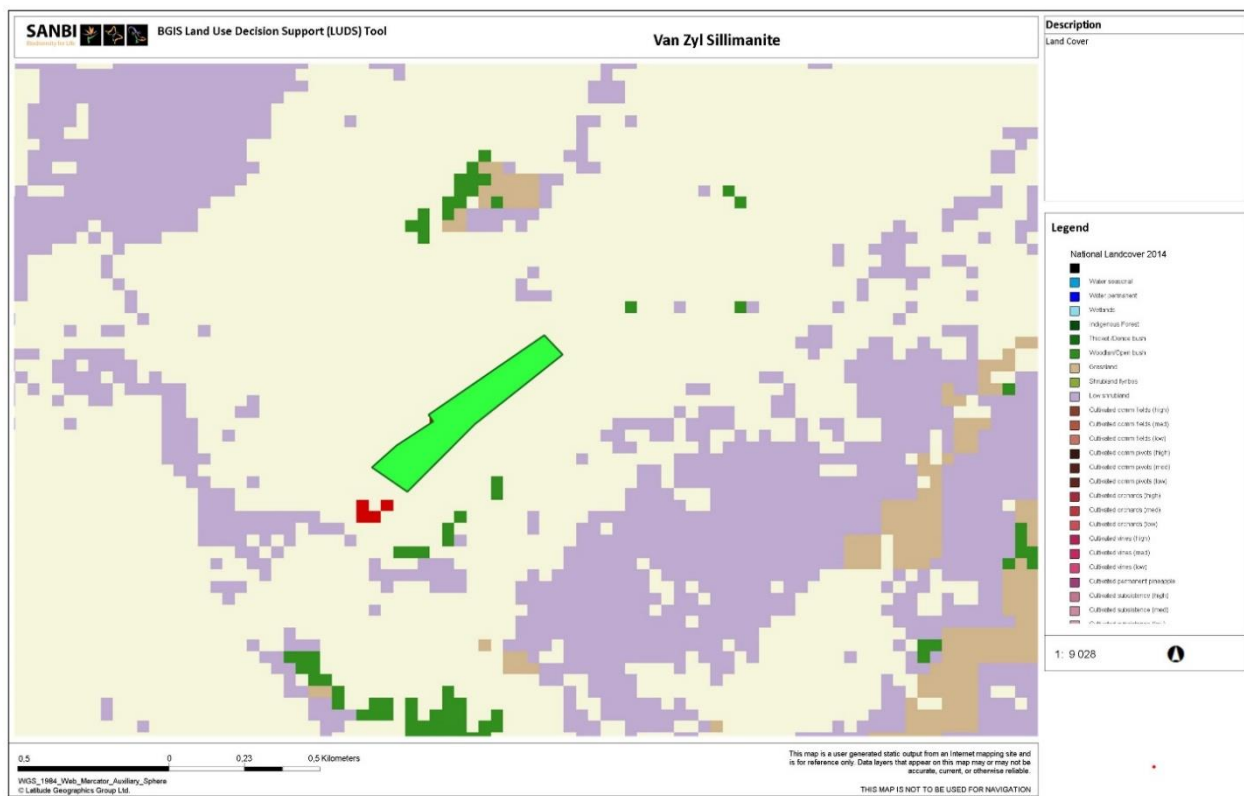 SANBI
Biodiversity for Life
BGIS Land Use Decision Support (LUDS) Tool
Van Zyl Sillimanite
Description
Land Cover
Legend
National Landcover 2014
Water seasonal
Water permanent
Wetlands
Indigenous Forest
Thicket /Dense bush
Woodlan/Open bush
Grassland
Shrubland fynbos
Low shrubland
Cultivated comm fields (high)
Cultivated comm fields (med)
Cultivated comm fields (low)
Cultivated comm pivots (high)
Cultivated comm pivots (med)
Cultivated comm pivots (low)
Cultivated orchards (high)
Cultivated orchards (med)
Cultivated orchards (low)
Cultivated vines (high)
Cultivated vines (med)
Cultivated vines (low)
Cultivated permanent pineapple
Cultivated subsistence (high)
Cultivated subsistence (med)
1: 9 028
0,5 0 0,23 0,5 Kilometers
WGS_1984_Web_Mercator_Auxiliary_Sphere
© Latitude Geographics Group Ltd.
This map is a user generated static output from an Internet mapping site and
is for reference only. Data layers that appear on this map may or may not be
accurate, current, or otherwise reliable.
THIS MAP IS NOT TO BE USED FOR NAVIGATION